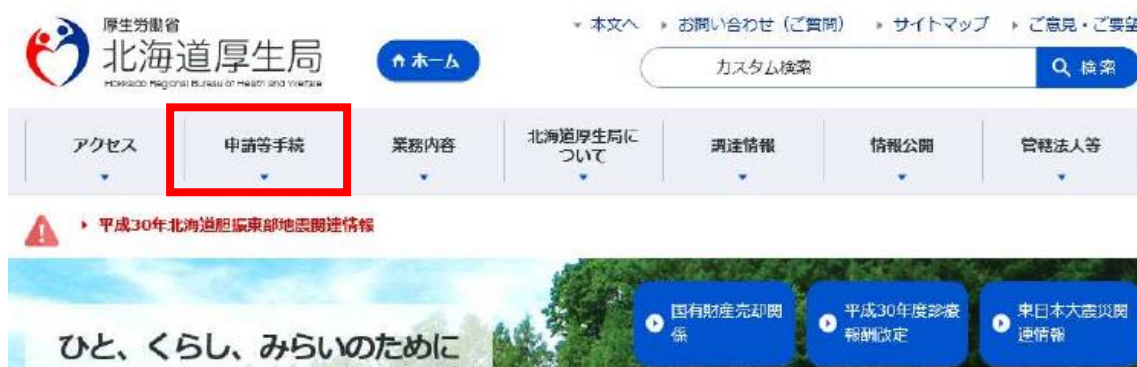 本文へ お問い合わせ（ご質問） サイトマップ ご意見・ご要望
厚生労働省
北海道厚生局
Hokkaido Regional Bureau of Health and Welfare
ホーム
カスタム検索
検索
アクセス 申請等手続 業務内容 北海道厚生局に 調達情報 情報公開 管轄法人等
ついて
平成30年北海道胆振東部地震関連情報
国有財産売却関 平成30年度診療 東日本大震災関
係 報酬改定 連情報
ひと、くらし、みらいのために